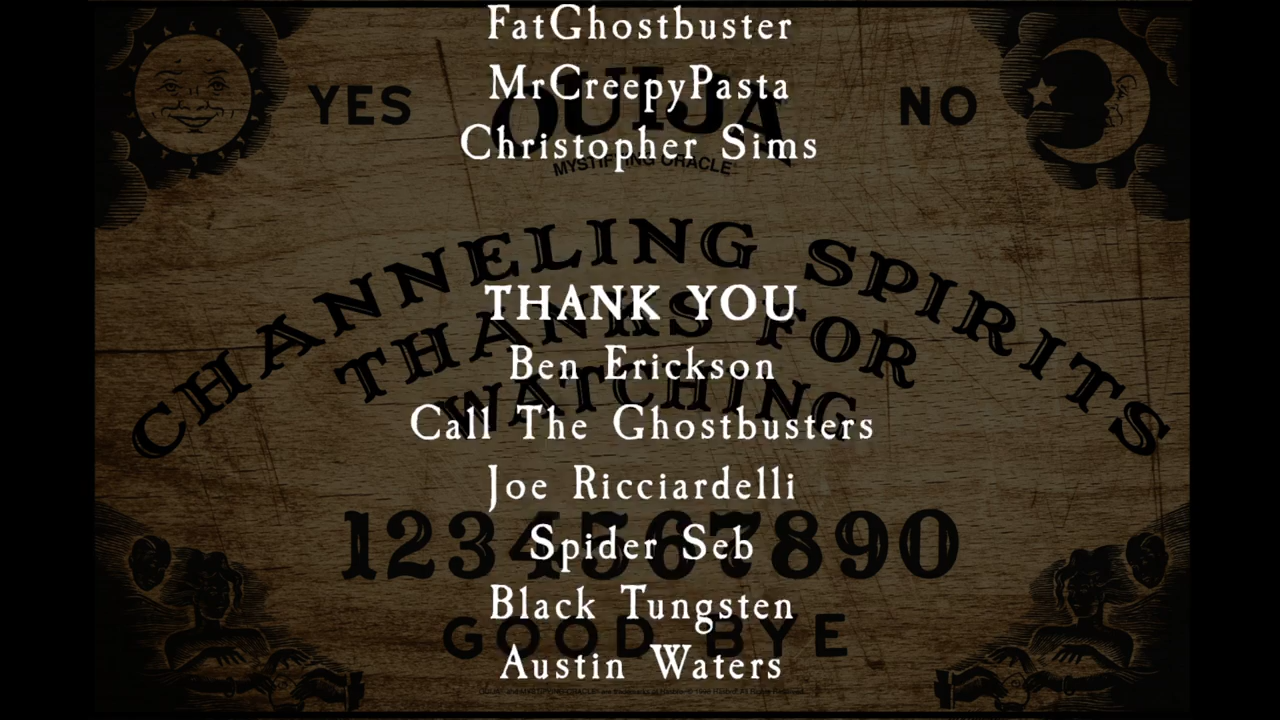 FatGhostbuster
MrCreepyPasta
YES
OUIJA
NO
Christopher Sims
MYSTIFYING ORACLE
CHANNELING SPIRITS
THANK YOU
THANKS FOR
Ben Erickson
WATCHING
Call The Ghostbusters
Joe Ricciardelli
1234567890
Spider Seb
Black Tungsten
GOOD BYE
Austin Waters